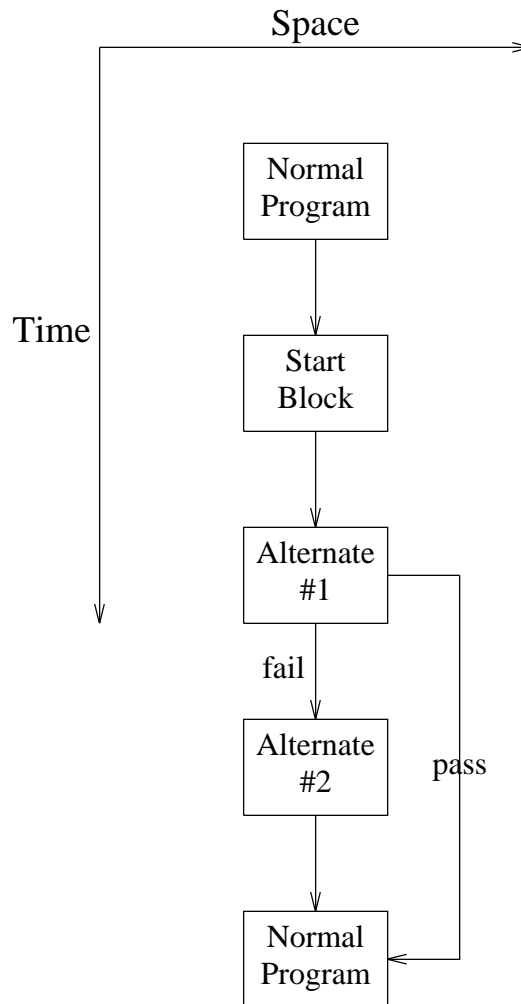 Space
Normal
Program
Time
Start
Block
Alternate
#1
fail
Alternate
#2
pass
Normal
Program